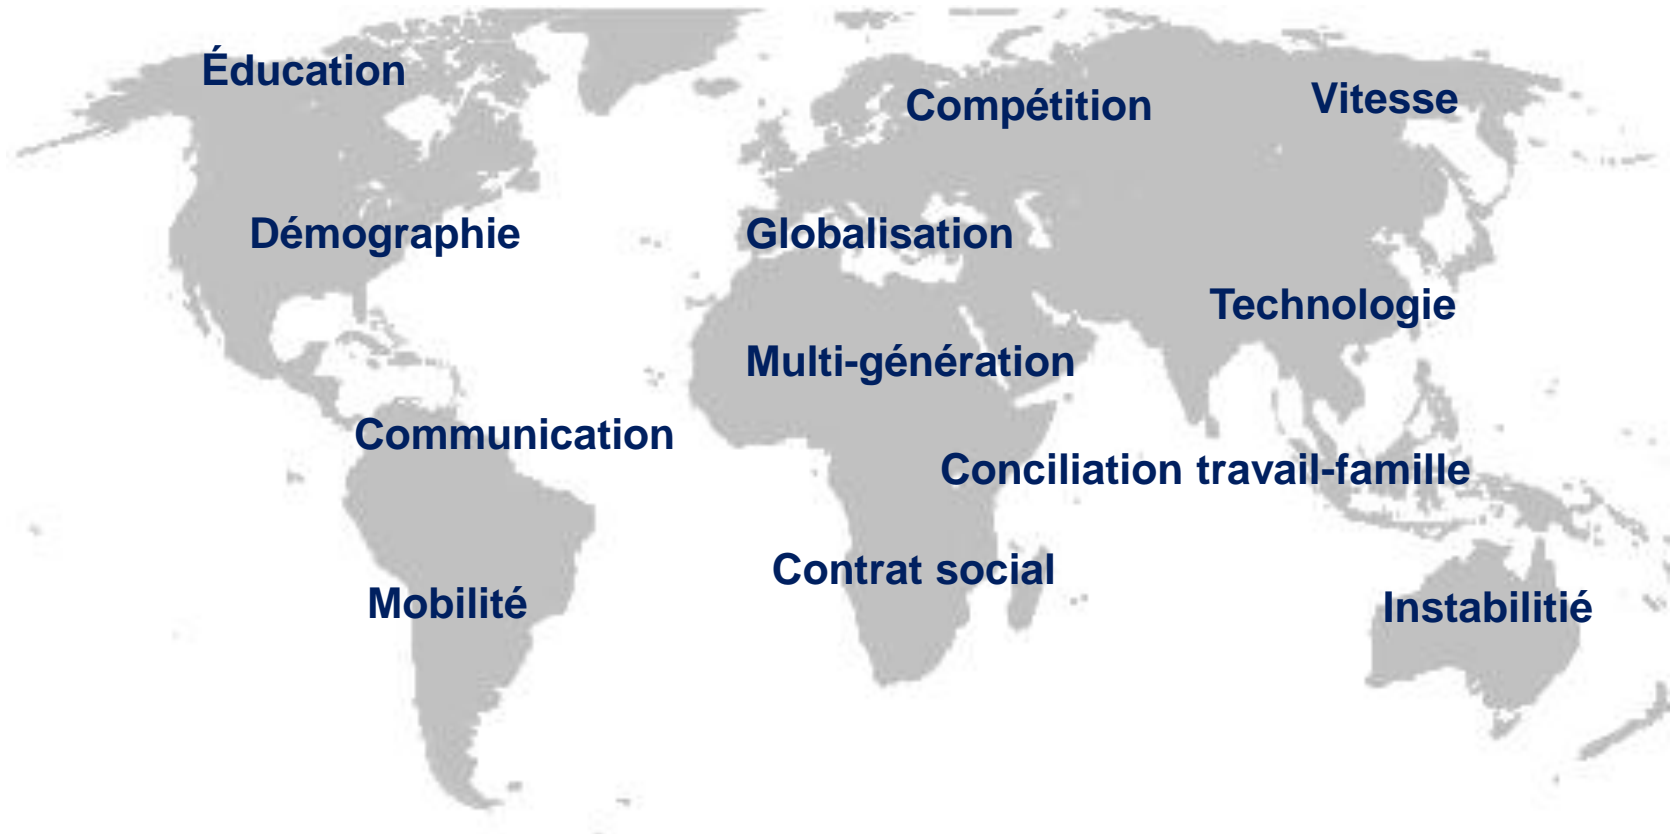 Éducation
Compétition
Vitesse
Démographie
Globalisation
Technologie
Multi-génération
Communication
Conciliation travail-famille
Contrat social
Mobilité
Instabilitié